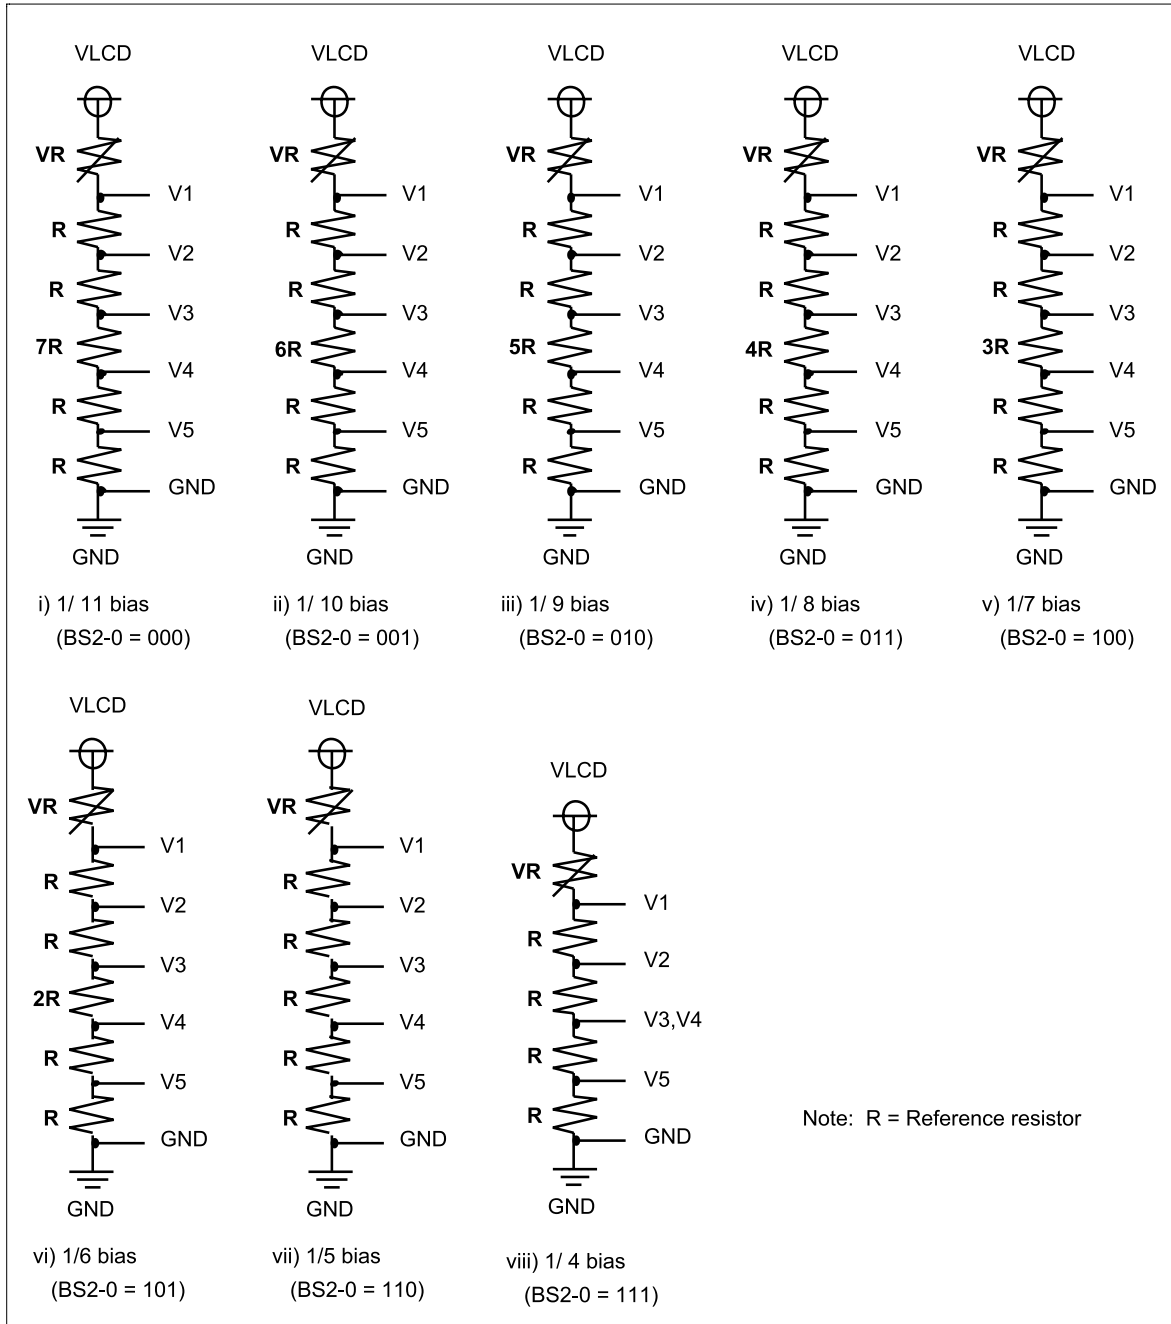 VLCD
VR
V1
R
V2
R
V3
7R
V4
R
V5
R
GND
GND
i) 1/ 11 bias
(BS2-0 = 000)
VLCD
VR
V1
R
V2
R
V3
6R
V4
R
V5
R
GND
GND
ii) 1/ 10 bias
(BS2-0 = 001)
VLCD
VR
V1
R
V2
R
V3
5R
V4
R
V5
R
GND
GND
iii) 1/ 9 bias
(BS2-0 = 010)
VLCD
VR
V1
R
V2
R
V3
4R
V4
R
V5
R
GND
GND
iv) 1/ 8 bias
(BS2-0 = 011)
VLCD
VR
V1
R
V2
R
V3
3R
V4
R
V5
R
GND
GND
v) 1/7 bias
(BS2-0 = 100)
VLCD
VR
V1
R
V2
R
V3
2R
V4
R
V5
R
GND
GND
vi) 1/6 bias
(BS2-0 = 101)
VLCD
VR
V1
R
V2
R
V3
R
V4
R
V5
R
GND
GND
vii) 1/5 bias
(BS2-0 = 110)
VLCD
VR
V1
R
V2
R
V3,V4
R
V5
R
GND
GND
viii) 1/ 4 bias
(BS2-0 = 111)
Note: R = Reference resistor